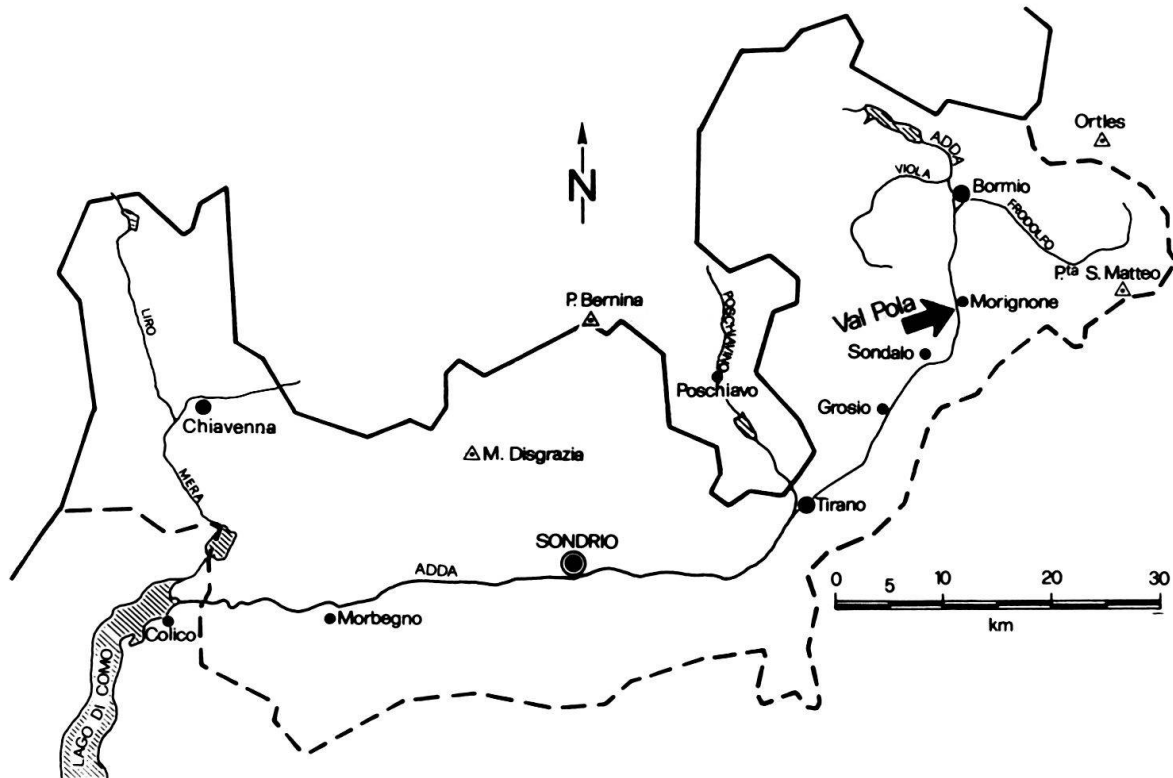 Ortles
ADDA
VIOLA
Bormio
FRODOLFO
N
P.ta S. Matteo
P. Bernina
POSCHIAVINO
Val Pola
Morignone
LIRO
Sondalo
Poschiavo
Chiavenna
Grosio
M. Disgrazia
MERA
Tirano
SONDRIO
ADDA
0 10 20 30
km
Morbegno
Colico
LAGO DI COMO